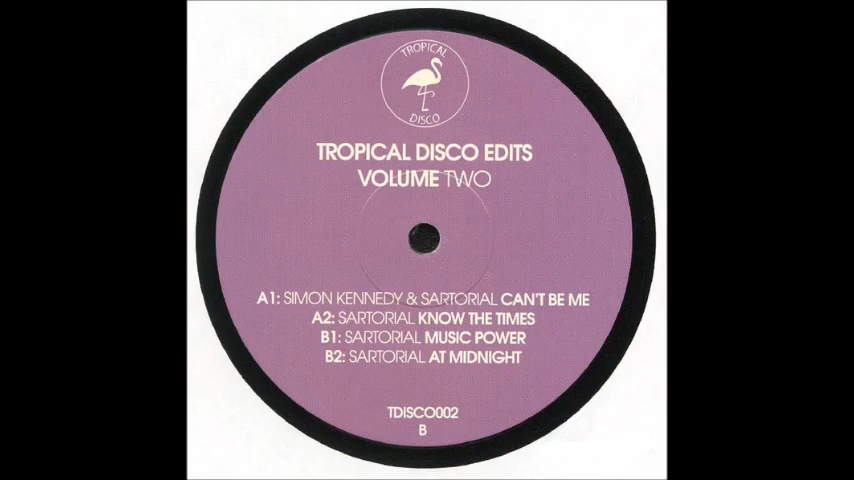 TROPICAL
DISCO
TROPICAL DISCO EDITS
VOLUME TWO
A1: SIMON KENNEDY & SARTORIAL CAN'T BE ME
A2: SARTORIAL KNOW THE TIMES
B1: SARTORIAL MUSIC POWER
B2: SARTORIAL AT MIDNIGHT
TDISCO02
B